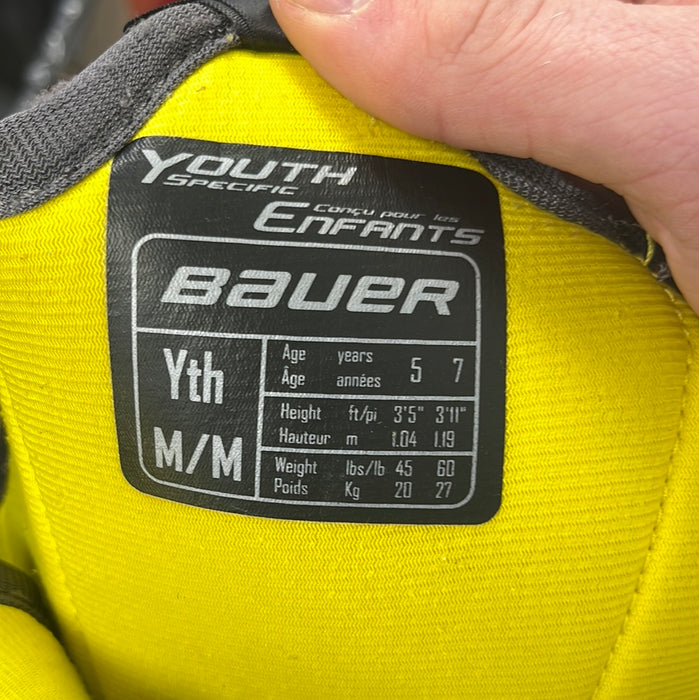 YOUTH
SPECIFIC
Conçu pour les
ENFANTS
BAUER
Yth
M/M
Age years 5 7
Âge années
Height ft/pi 3'5" 3'11"
Hauteur m 1.04 1.19
Weight lbs/lb 45 60
Poids Kg 20 27